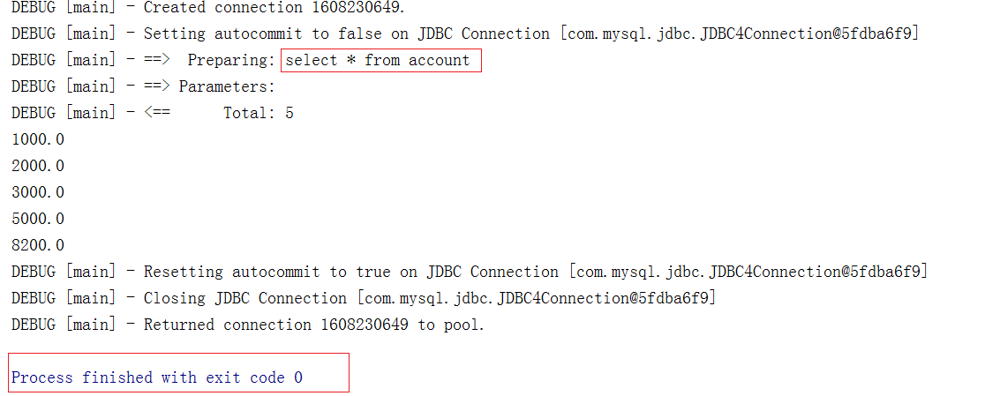 DEBUG [main] - Created connection 1608230649.
DEBUG [main] - Setting autocommit to false on JDBC Connection [com.mysql.jdbc.JDBC4Connection@5fdba6f9]
DEBUG [main] - ==>  Preparing: select * from account
DEBUG [main] - ==> Parameters:
DEBUG [main] - <==      Total: 5
1000.0
2000.0
3000.0
5000.0
8200.0
DEBUG [main] - Resetting autocommit to true on JDBC Connection [com.mysql.jdbc.JDBC4Connection@5fdba6f9]
DEBUG [main] - Closing JDBC Connection [com.mysql.jdbc.JDBC4Connection@5fdba6f9]
DEBUG [main] - Returned connection 1608230649 to pool.
Process finished with exit code 0